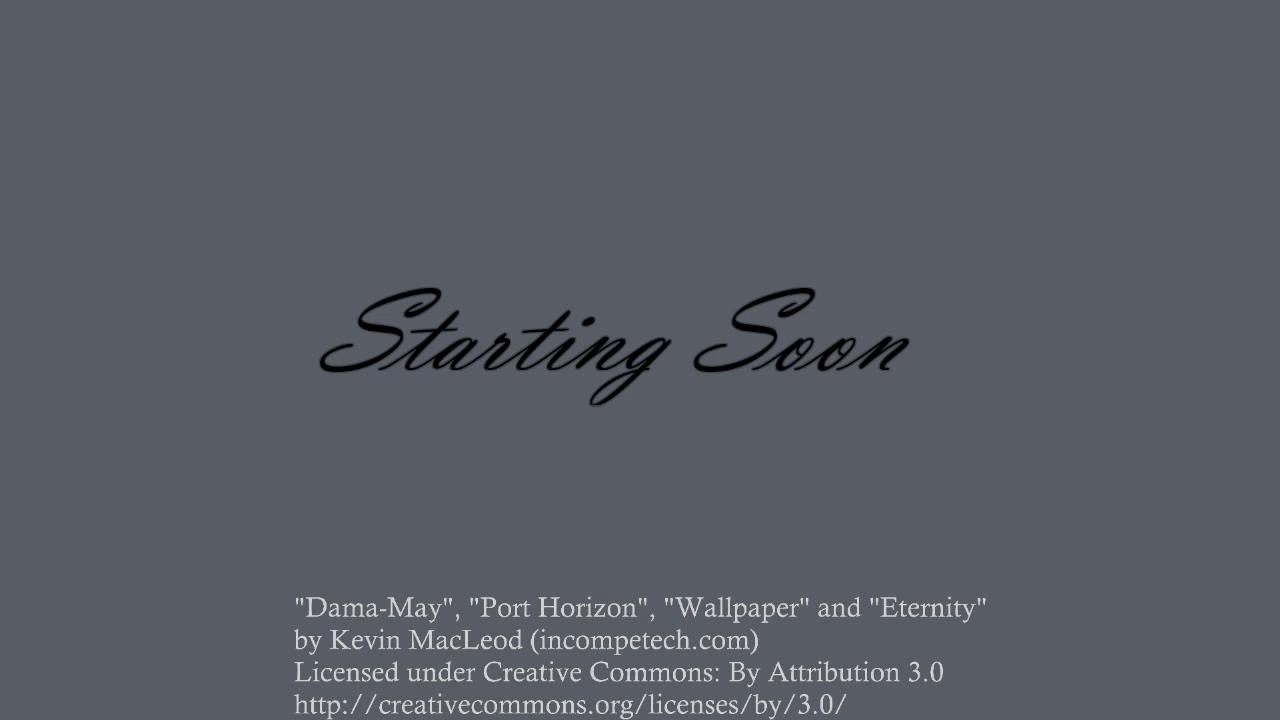 Starting Soon
"Dama-May", "Port Horizon", "Wallpaper" and "Eternity"
by Kevin MacLeod (incompetech.com)
Licensed under Creative Commons: By Attribution 3.0
http://creativecommons.org/licenses/by/3.0/